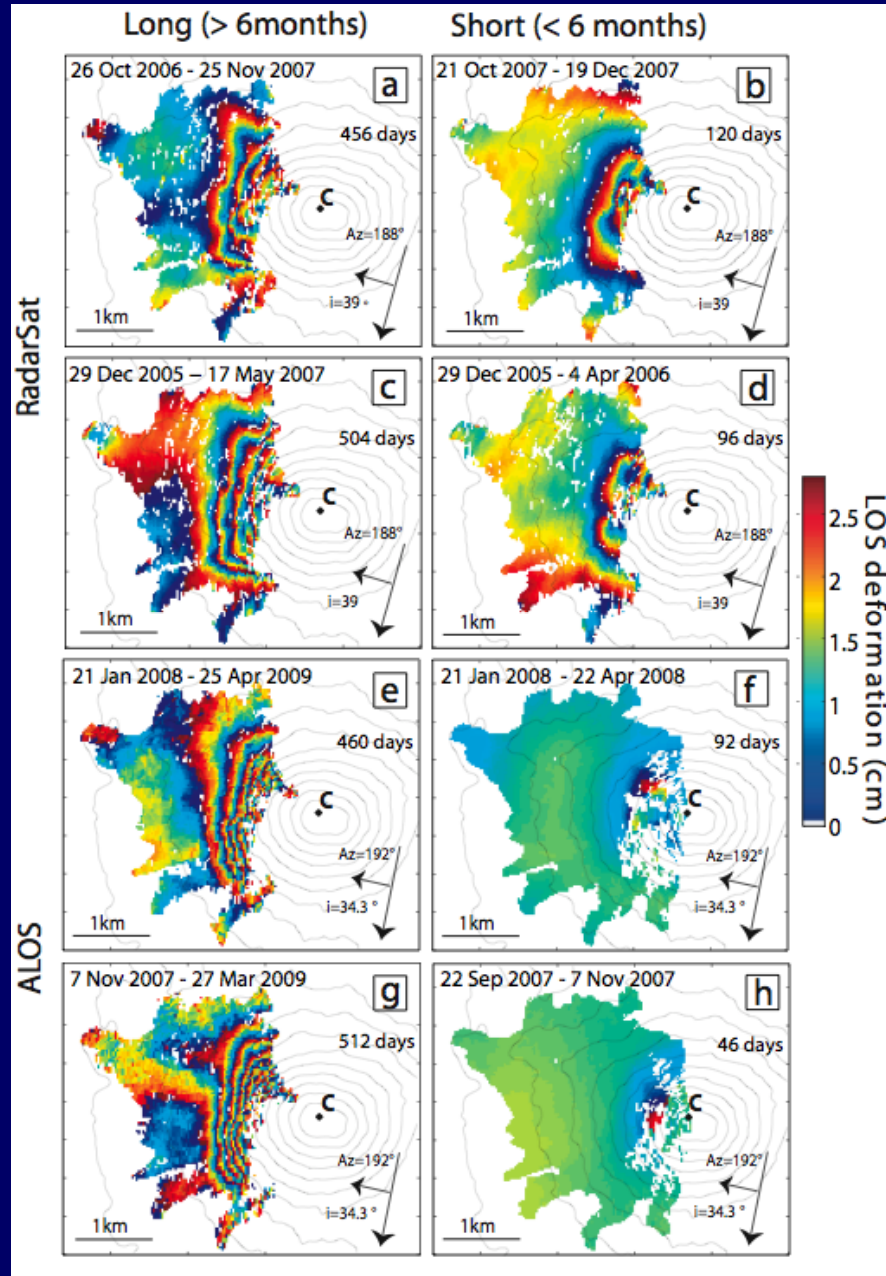 Long (> 6months) Short (< 6 months)
RadarSat
26 Oct 2006 - 25 Nov 2007
a
456 days
C
Az=188°
i=39 °
1km
21 Oct 2007 - 19 Dec 2007
b
120 days
C
Az=188°
i=39
1km
29 Dec 2005 – 17 May 2007
c
504 days
C
Az=188°
i=39
1km
29 Dec 2005 - 4 Apr 2006
d
96 days
C
Az=188°
i=39
1km
ALOS
21 Jan 2008 - 25 Apr 2009
e
460 days
C
Az=192°
i=34.3 °
1km
21 Jan 2008 - 22 Apr 2008
f
92 days
C
Az=192°
i=34.3 °
1km
7 Nov 2007 - 27 Mar 2009
g
512 days
C
Az=192°
i=34.3 °
1km
22 Sep 2007 - 7 Nov 2007
h
46 days
C
Az=192°
i=34.3 °
1km
2.5
2
1.5
1
0.5
0
LOS deformation (cm)